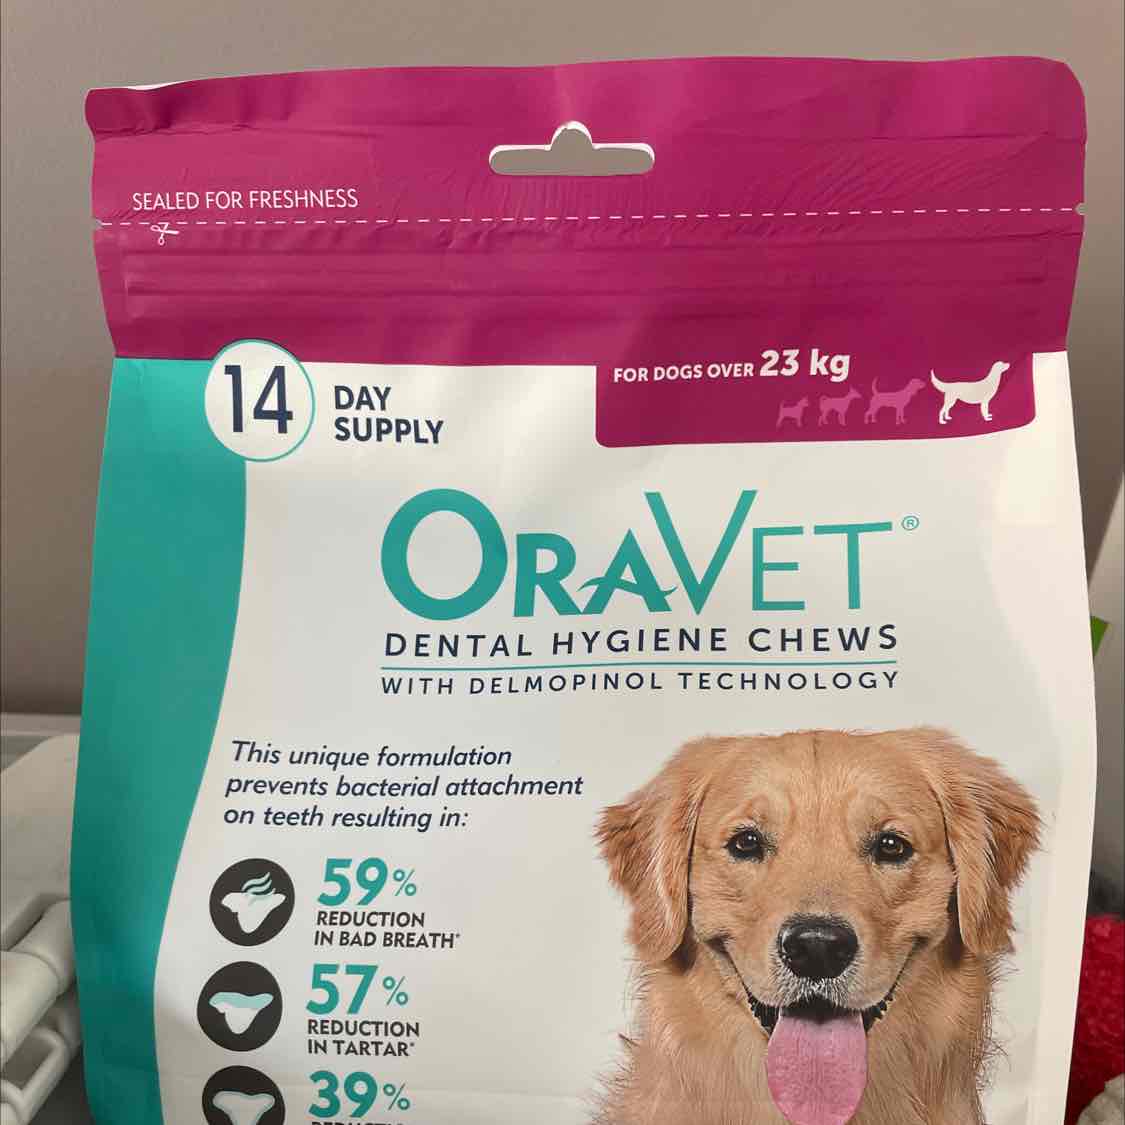 SEALED FOR FRESHNESS
14
DAY
SUPPLY
FOR DOGS OVER 23 kg
ORAVET®
DENTAL HYGIENE CHEWS
WITH DELMOPINOL TECHNOLOGY
This unique formulation
prevents bacterial attachment
on teeth resulting in:
59%
REDUCTION
IN BAD BREATH*
57%
REDUCTION
IN TARTAR*
39%